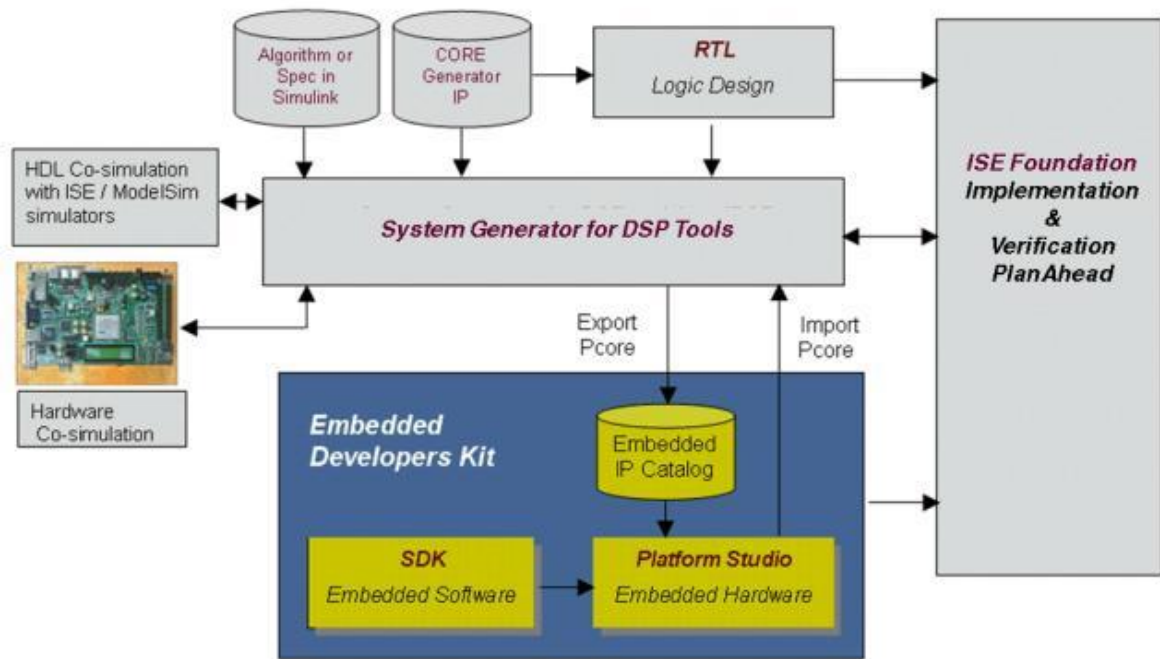 Algorithm or
Spec in
Simulink
CORE
Generator
IP
RTL
Logic Design
HDL Co-simulation
with ISE / ModelSim
simulators
System Generator for DSP Tools
ISE Foundation
Implementation
&
Verification
PlanAhead
Export
Pcore
Import
Pcore
Hardware
Co-simulation
Embedded
Developers Kit
Embedded
IP Catalog
SDK
Embedded Software
Platform Studio
Embedded Hardware